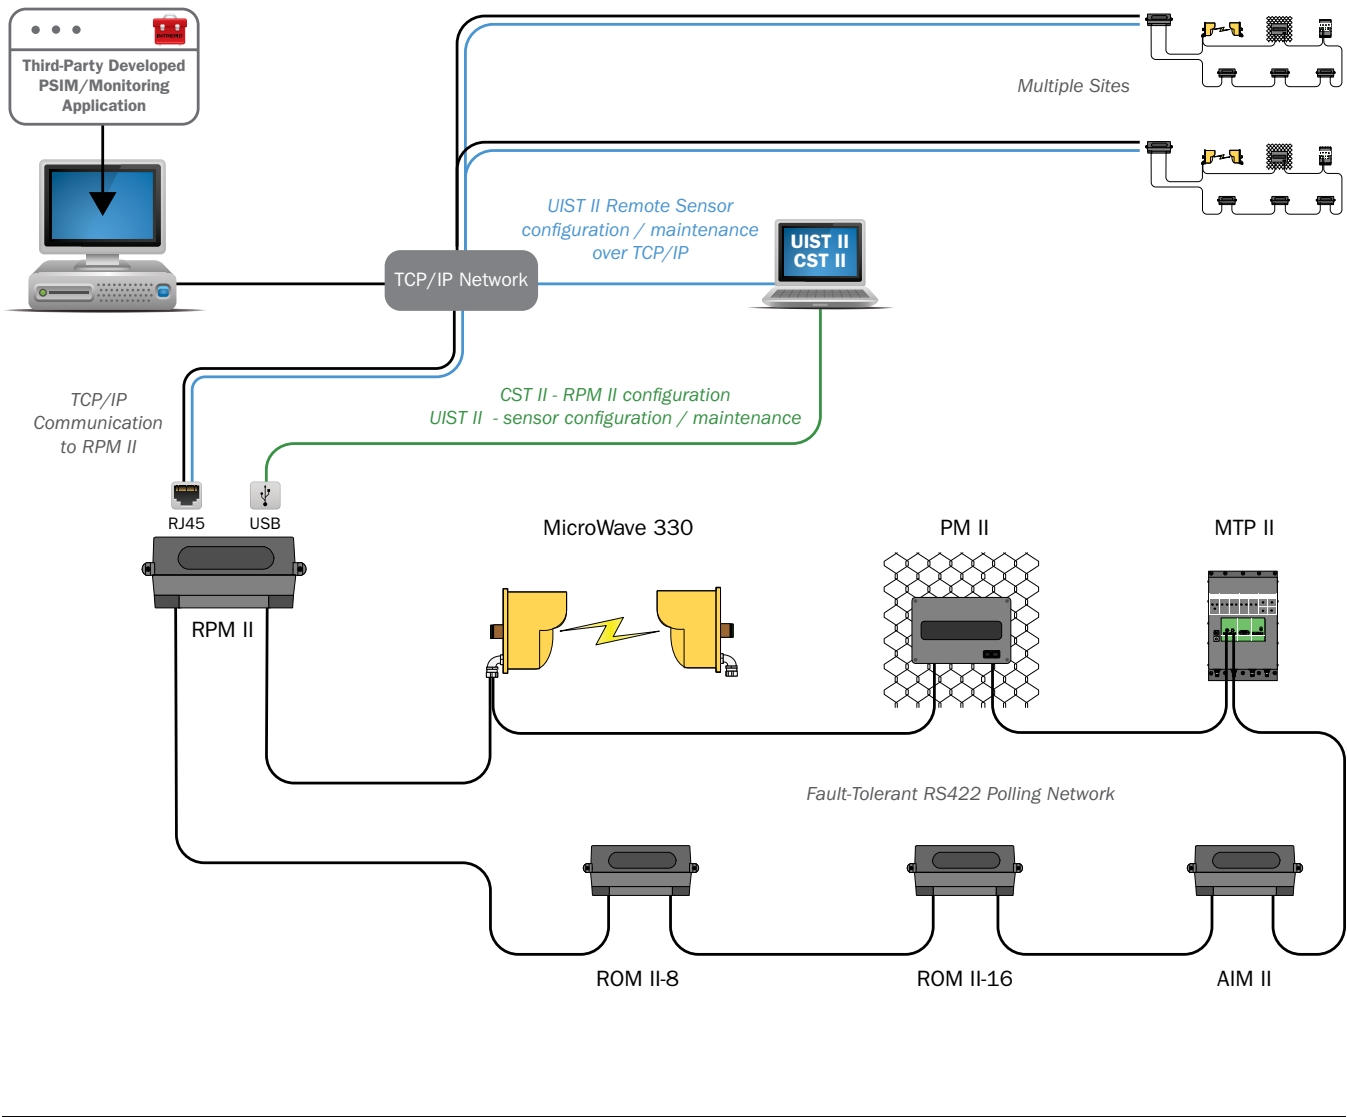 Third-Party Developed
PSIM/Monitoring
Application
Multiple Sites
UIST II Remote Sensor
configuration / maintenance
over TCP/IP
UIST II
CST II
TCP/IP Network
TCP/IP
Communication
to RPM II
CST II - RPM II configuration
UIST II - sensor configuration / maintenance
RJ45
USB
MicroWave 330
PM II
MTP II
RPM II
Fault-Tolerant RS422 Polling Network
ROM II-8
ROM II-16
AIM II